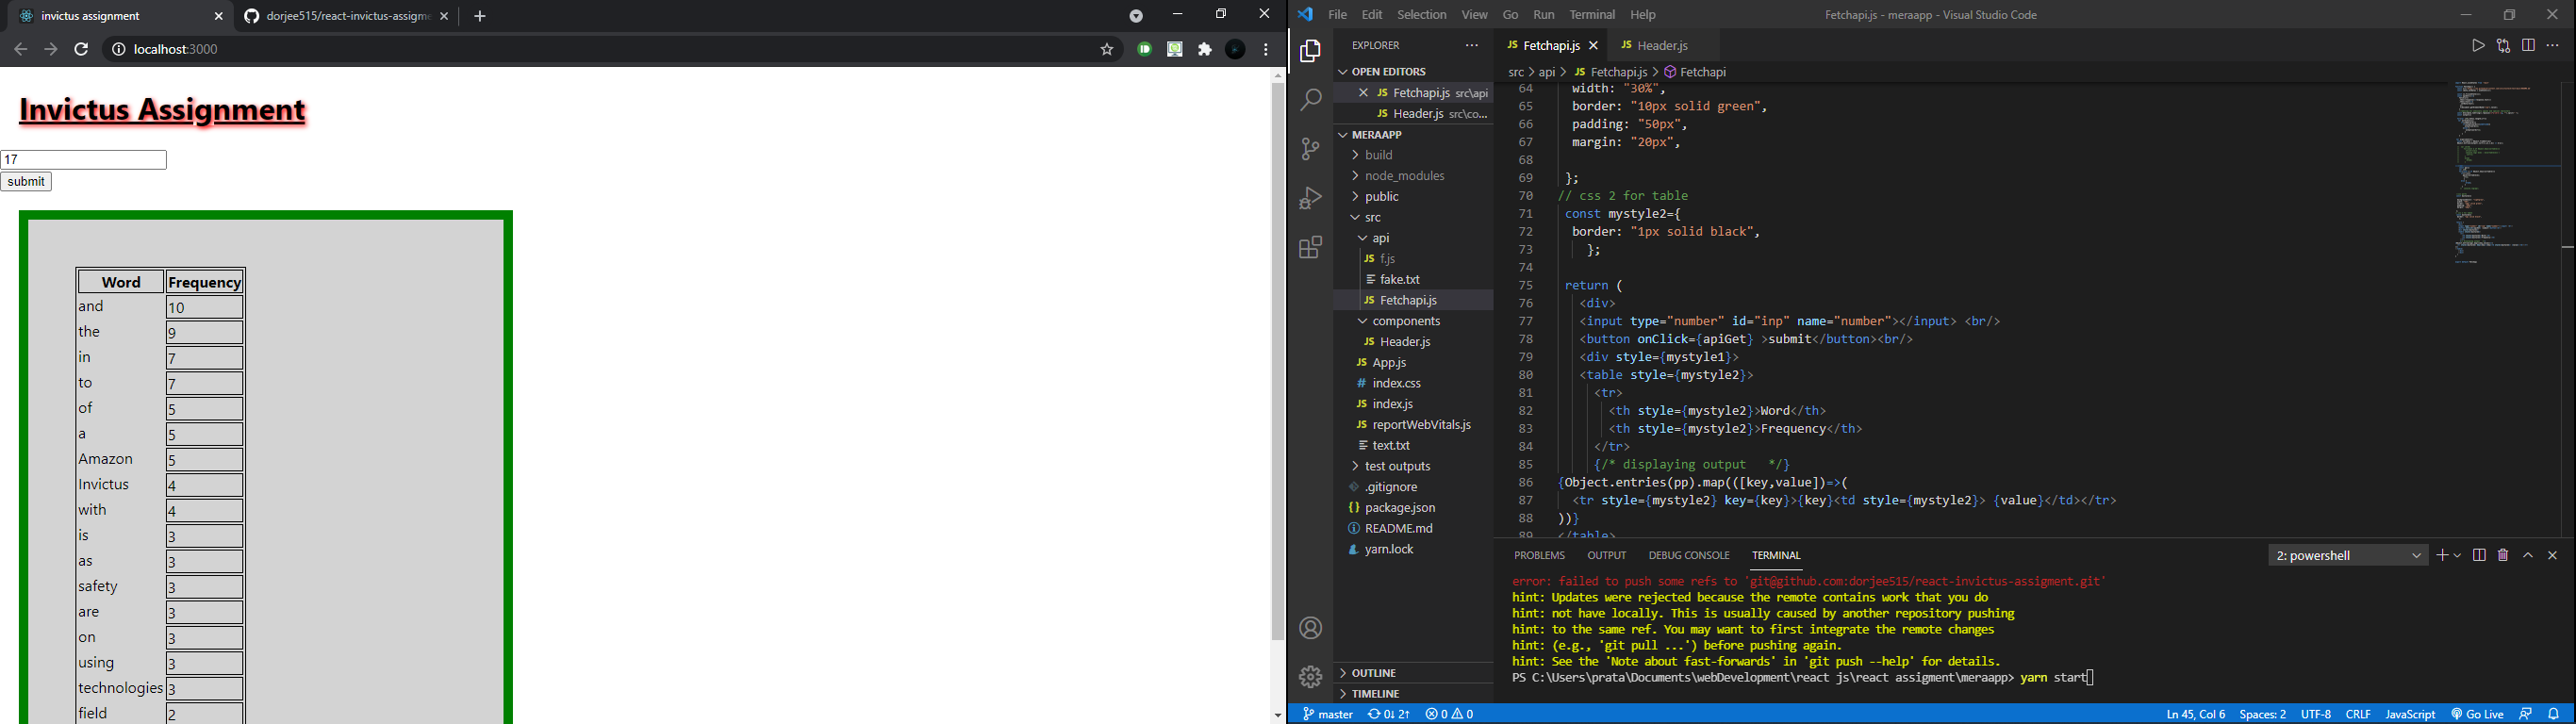 invictus assignment
dorjee515/react-invictus-assigme
localhost:3000
Invictus Assignment
17
submit
Word Frequency
and 10
the 9
in 7
to 7
of 5
a 5
Amazon 5
Invictus 4
with 4
is 3
as 3
safety 3
are 3
on 3
using 3
technologies 3
field 2
File Edit Selection View Go Run Terminal Help
Fetchapi.js - meraapp - Visual Studio Code
EXPLORER
OPEN EDITORS
Fetchapi.js src\api
Header.js src\co...
MERAAPP
build
node_modules
public
src
api
f.js
fake.txt
Fetchapi.js
components
Header.js
App.js
index.css
index.js
reportWebVitals.js
text.txt
test outputs
.gitignore
package.json
README.md
yarn.lock
OUTLINE
TIMELINE
Fetchapi.js Header.js
src > api > Fetchapi.js > Fetchapi
64 width: "30%",
65 border: "10px solid green",
66 padding: "50px",
67 margin: "20px",
68
69 };
70 // css 2 for table
71 const mystyle2={
72 border: "1px solid black",
73 };
74
75 return (
76 <div>
77 <input type="number" id="inp" name="number"></input> <br/>
78 <button onClick={apiGet} >submit</button><br/>
79 <div style={mystyle1}>
80 <table style={mystyle2}>
81 <tr>
82 <th style={mystyle2}>Word</th>
83 <th style={mystyle2}>Frequency</th>
84 </tr>
85 {/* displaying output */}
86 {Object.entries(pp).map(([key,value])=>(
87 <tr style={mystyle2} key={key}>{key}<td style={mystyle2}> {value}</td></tr>
88 ))}
89 </table>
PROBLEMS OUTPUT DEBUG CONSOLE TERMINAL 2: powershell
error: failed to push some refs to 'git@github.com:dorjee515/react-invictus-assigment.git'
hint: Updates were rejected because the remote contains work that you do
hint: not have locally. This is usually caused by another repository pushing
hint: to the same ref. You may want to first integrate the remote changes
hint: (e.g., 'git pull ...') before pushing again.
hint: See the 'Note about fast-forwards' in 'git push --help' for details.
PS C:\Users\prata\Documents\webDevelopment\react js\react assigment\meraapp> yarn start
master 0↓ 2↑ 0 0 Ln 45, Col 6 Spaces: 2 UTF-8 CRLF JavaScript Go Live